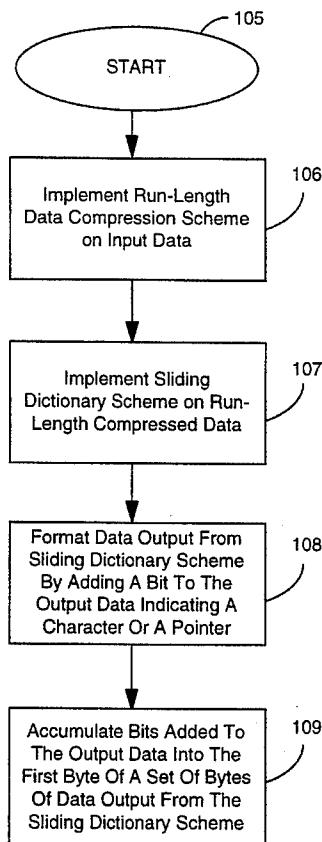 105
START
106
Implement Run-Length
Data Compression Scheme
on Input Data
107
Implement Sliding
Dictionary Scheme on Run-
Length Compressed Data
108
Format Data Output From
Sliding Dictionary Scheme
By Adding A Bit To The
Output Data Indicating A
Character Or A Pointer
109
Accumulate Bits Added To
The Output Data Into The
First Byte Of A Set Of Bytes
Of Data Output From The
Sliding Dictionary Scheme